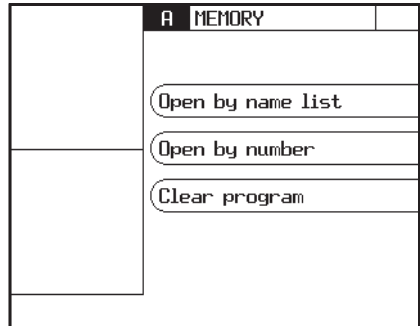 A MEMORY
Open by name list
Open by number
Clear program